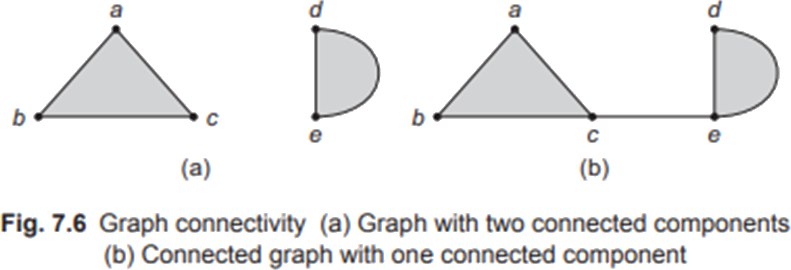 a
d
a
d
b
c
b
e
c
e
(a)
(b)
Fig. 7.6 Graph connectivity (a) Graph with two connected components
(b) Connected graph with one connected component